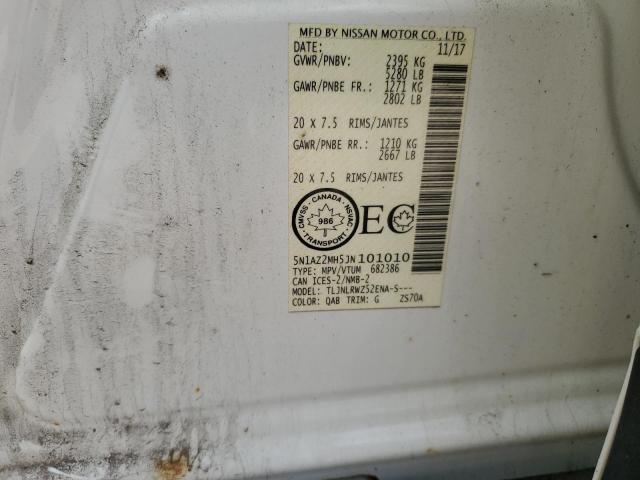 MFD BY NISSAN MOTOR CO., LTD.
DATE: 11/17
GVWR/PNBV: 2395 KG
5280 LB
GAWR/PNBE FR.: 1271 KG
2802 LB
20 X 7.5 RIMS/JANTES
GAWR/PNBE RR.: 1210 KG
2667 LB
20 X 7.5 RIMS/JANTES
CANADA
CMVSS - NSVAC
986
TRANSPORT
EC
5N1AZ2MH5JN101010
TYPE: MPV/VTUM 682386
CAN ICES-2/NMB-2
MODEL: TLJNLRWZ52ENA-S---
COLOR: QAB TRIM: G ZS70A